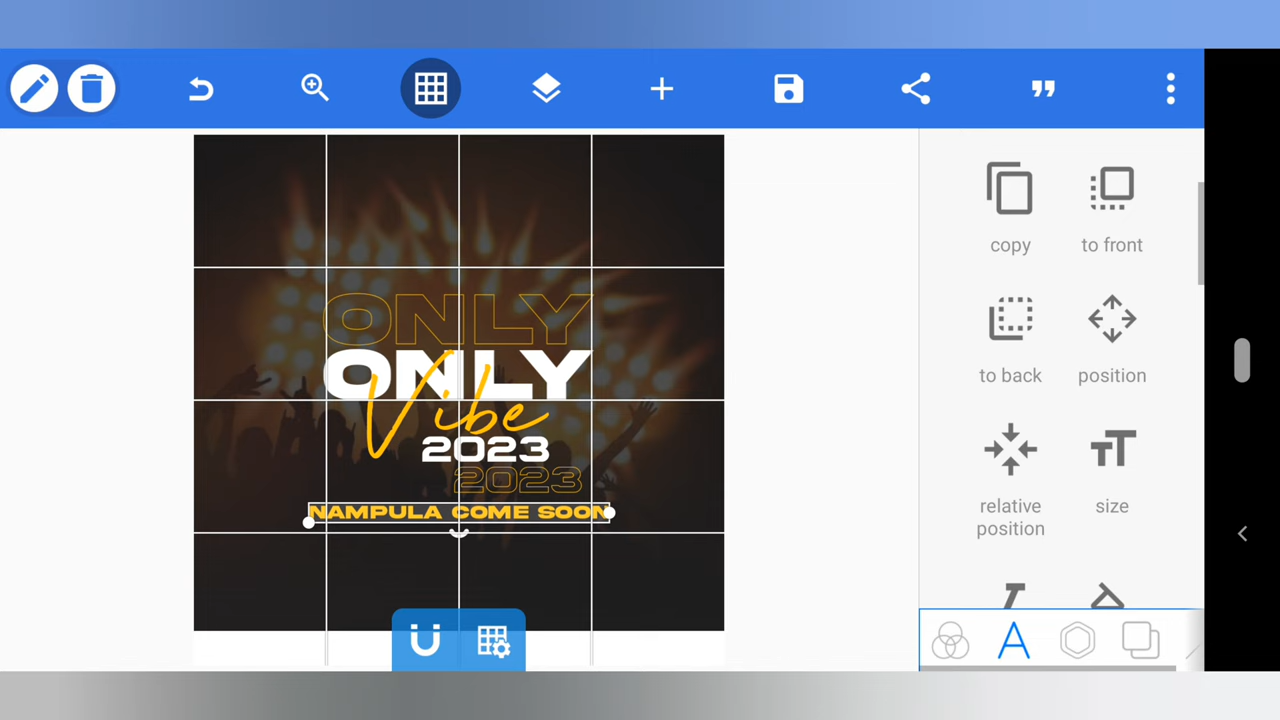 ONLY
ONLY
Vibe
2023
2023
NAMPULA COME SOON
copy
to front
to back
position
relative
position
size